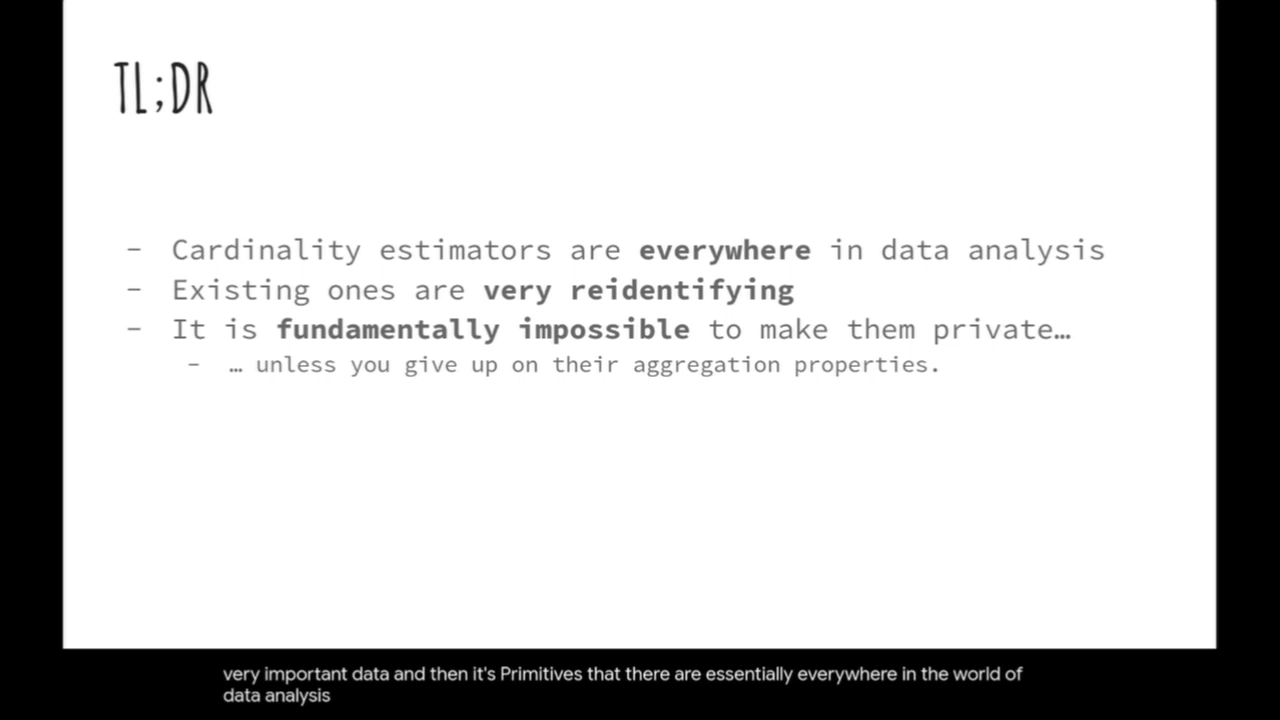 TL;DR
- Cardinality estimators are everywhere in data analysis
- Existing ones are very reidentifying
- It is fundamentally impossible to make them private…
- … unless you give up on their aggregation properties.
very important data and then it's Primitives that there are essentially everywhere in the world of
data analysis